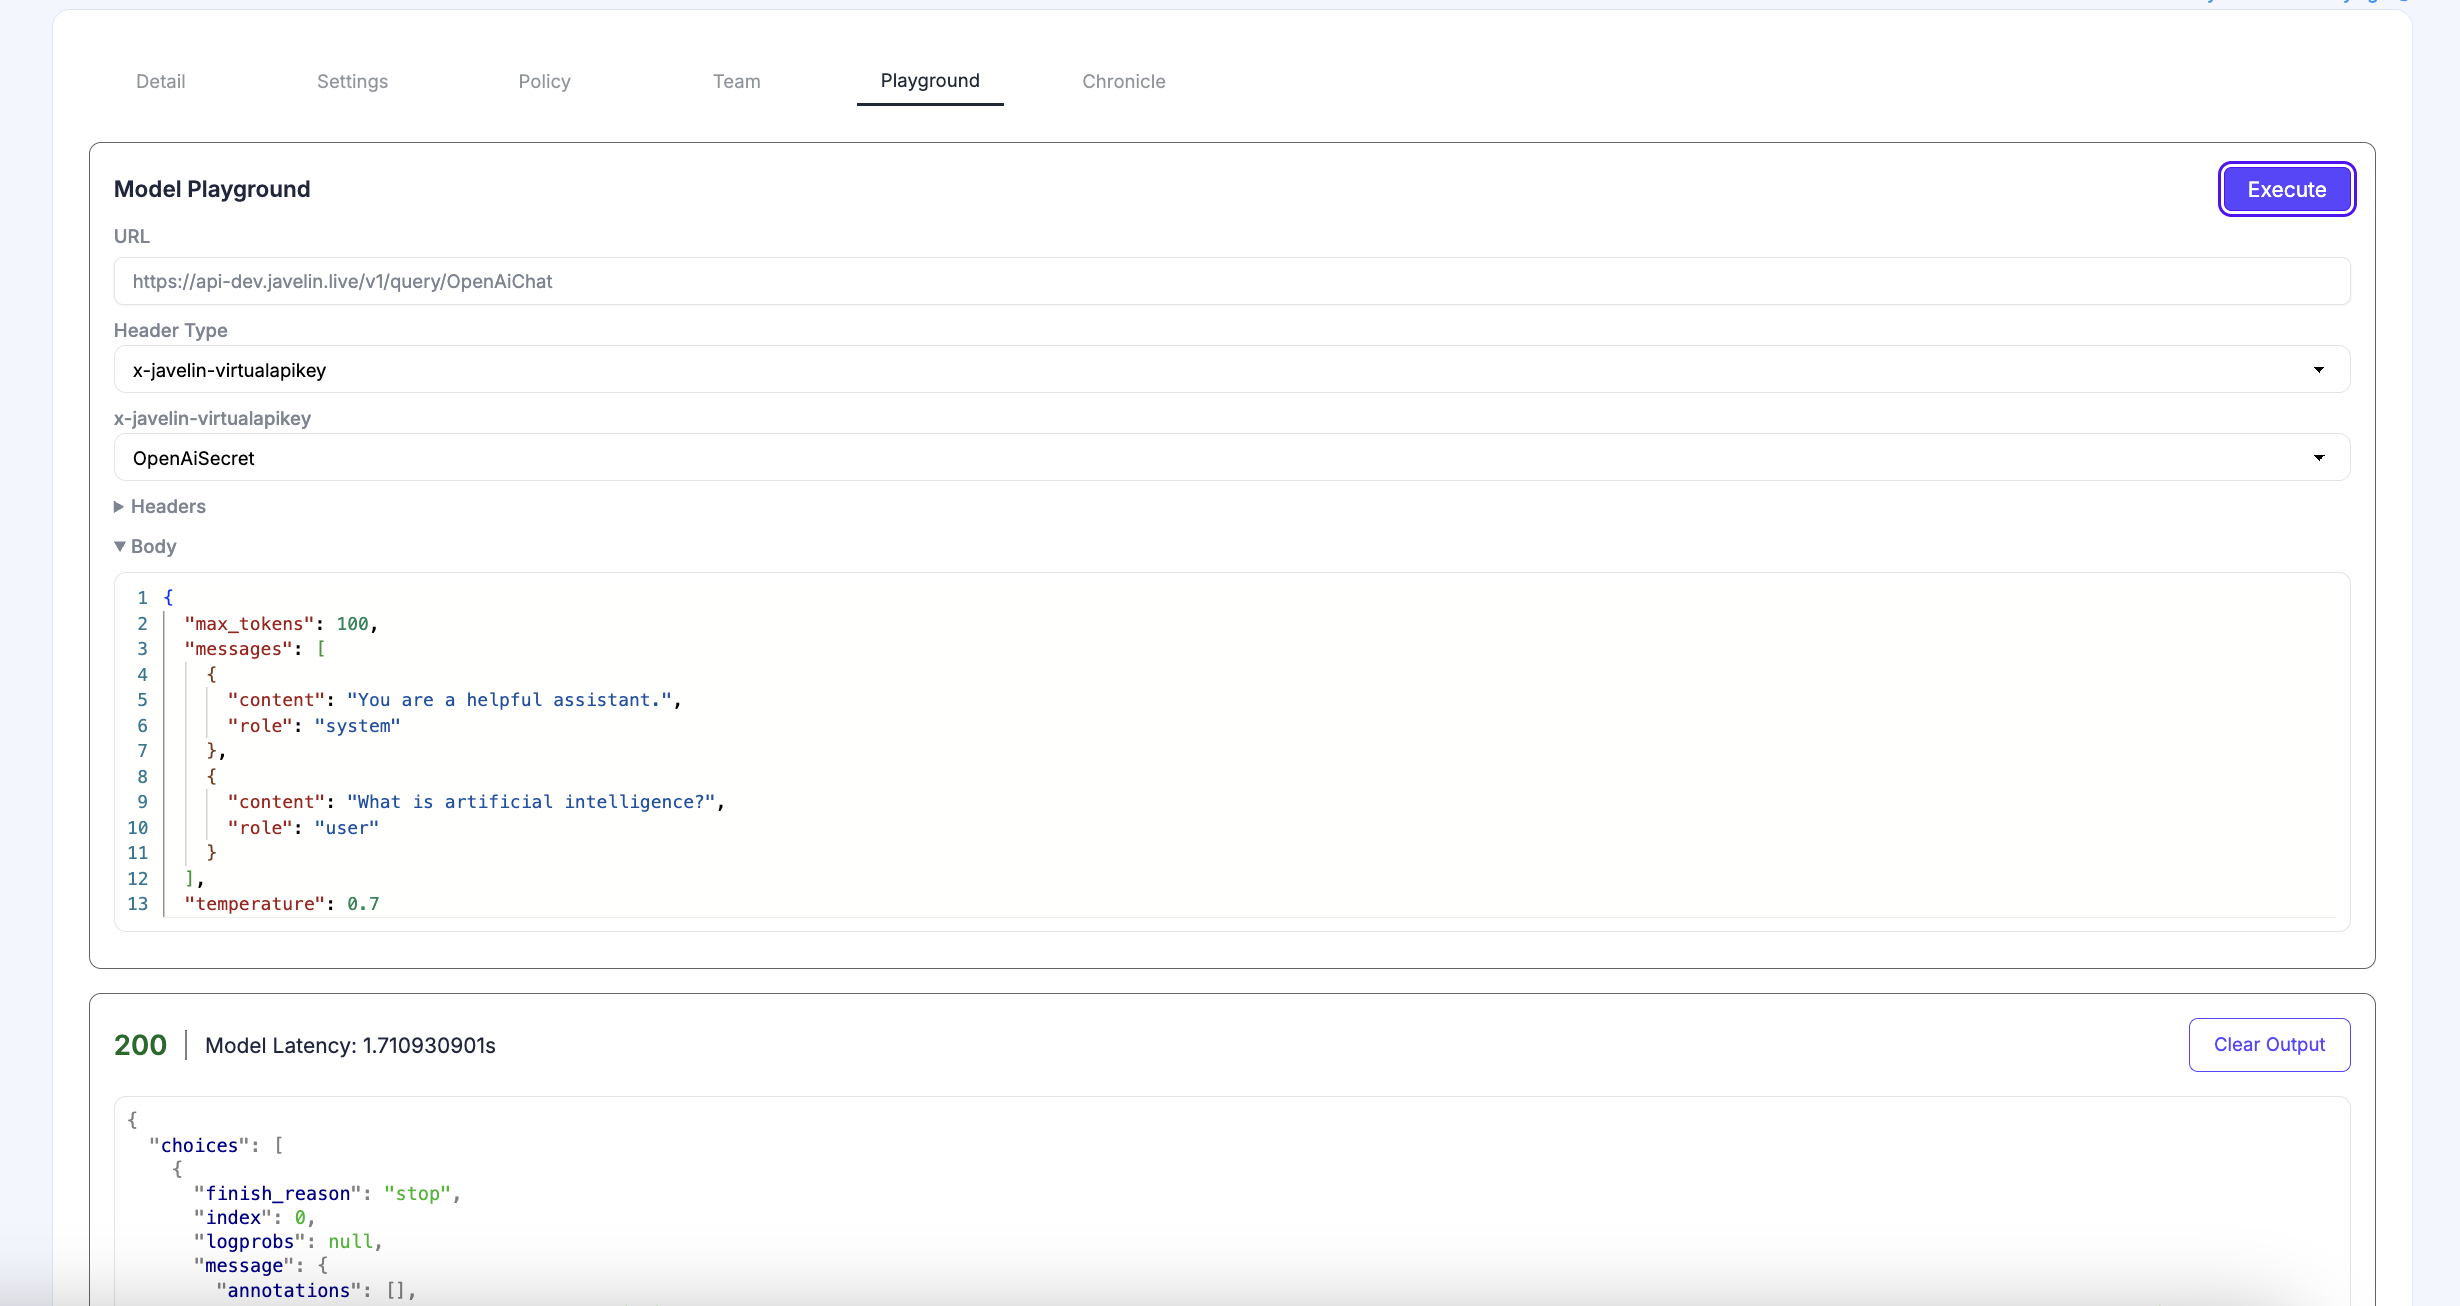 Detail Settings Policy Team Playground Chronicle
Model Playground
Execute
URL
https://api-dev.javelin.live/v1/query/OpenAiChat
Header Type
x-javelin-virtualapikey
x-javelin-virtualapikey
OpenAiSecret
Headers
Body
1 {
2 "max_tokens": 100,
3 "messages": [
4 {
5 "content": "You are a helpful assistant.",
6 "role": "system"
7 },
8 {
9 "content": "What is artificial intelligence?",
10 "role": "user"
11 }
12 ],
13 "temperature": 0.7
200 | Model Latency: 1.710930901s
Clear Output
{
"choices": [
{
"finish_reason": "stop",
"index": 0,
"logprobs": null,
"message": {
"annotations": [],